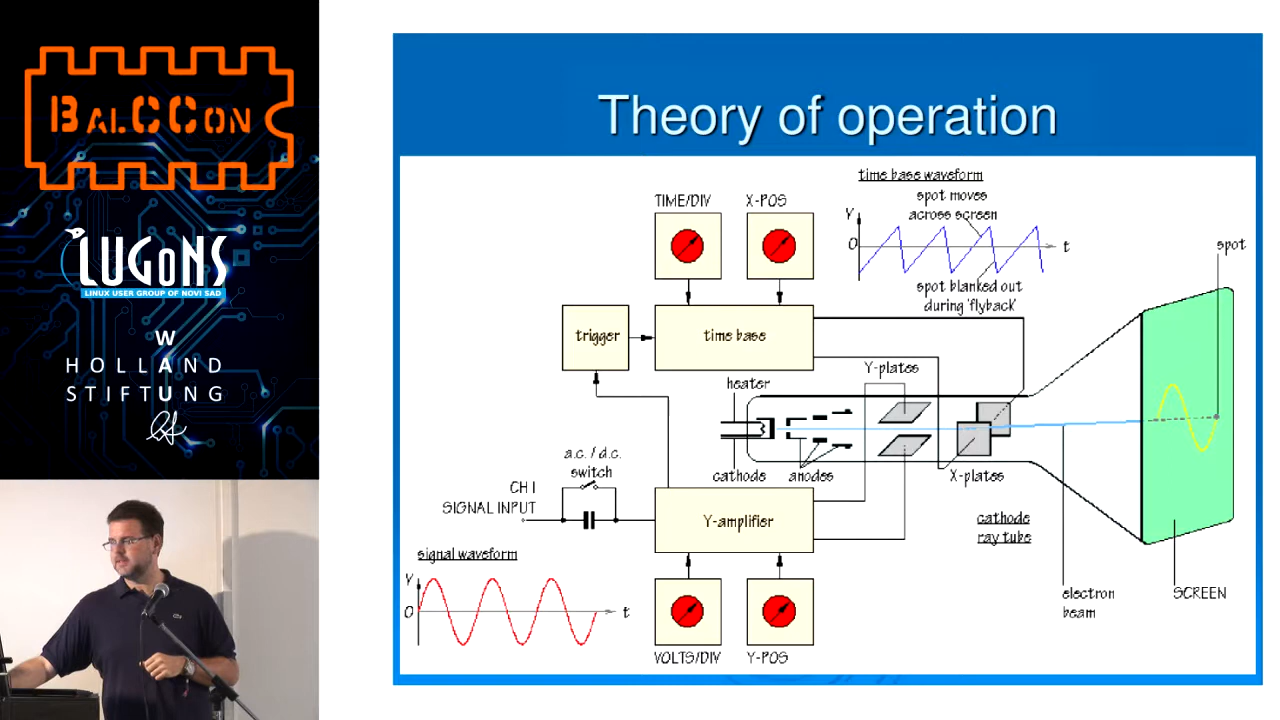 BALCCON
LUGONS
LINUX USER GROUP OF NOVI SAD
W
HOLLAND
STIFTUNG
Theory of operation
time base waveform
spot moves
across screen
V
0
t
spot blanked out
during 'flyback'
TIME/DIV
X-POS
trigger
time base
spot
Y-plates
heater
cathode
anodes
X-plates
a.c. / d.c.
switch
CH I
SIGNAL INPUT
Y-amplifier
cathode
ray tube
signal waveform
V
0
t
electron
beam
SCREEN
VOLTS/DIV
Y-POS